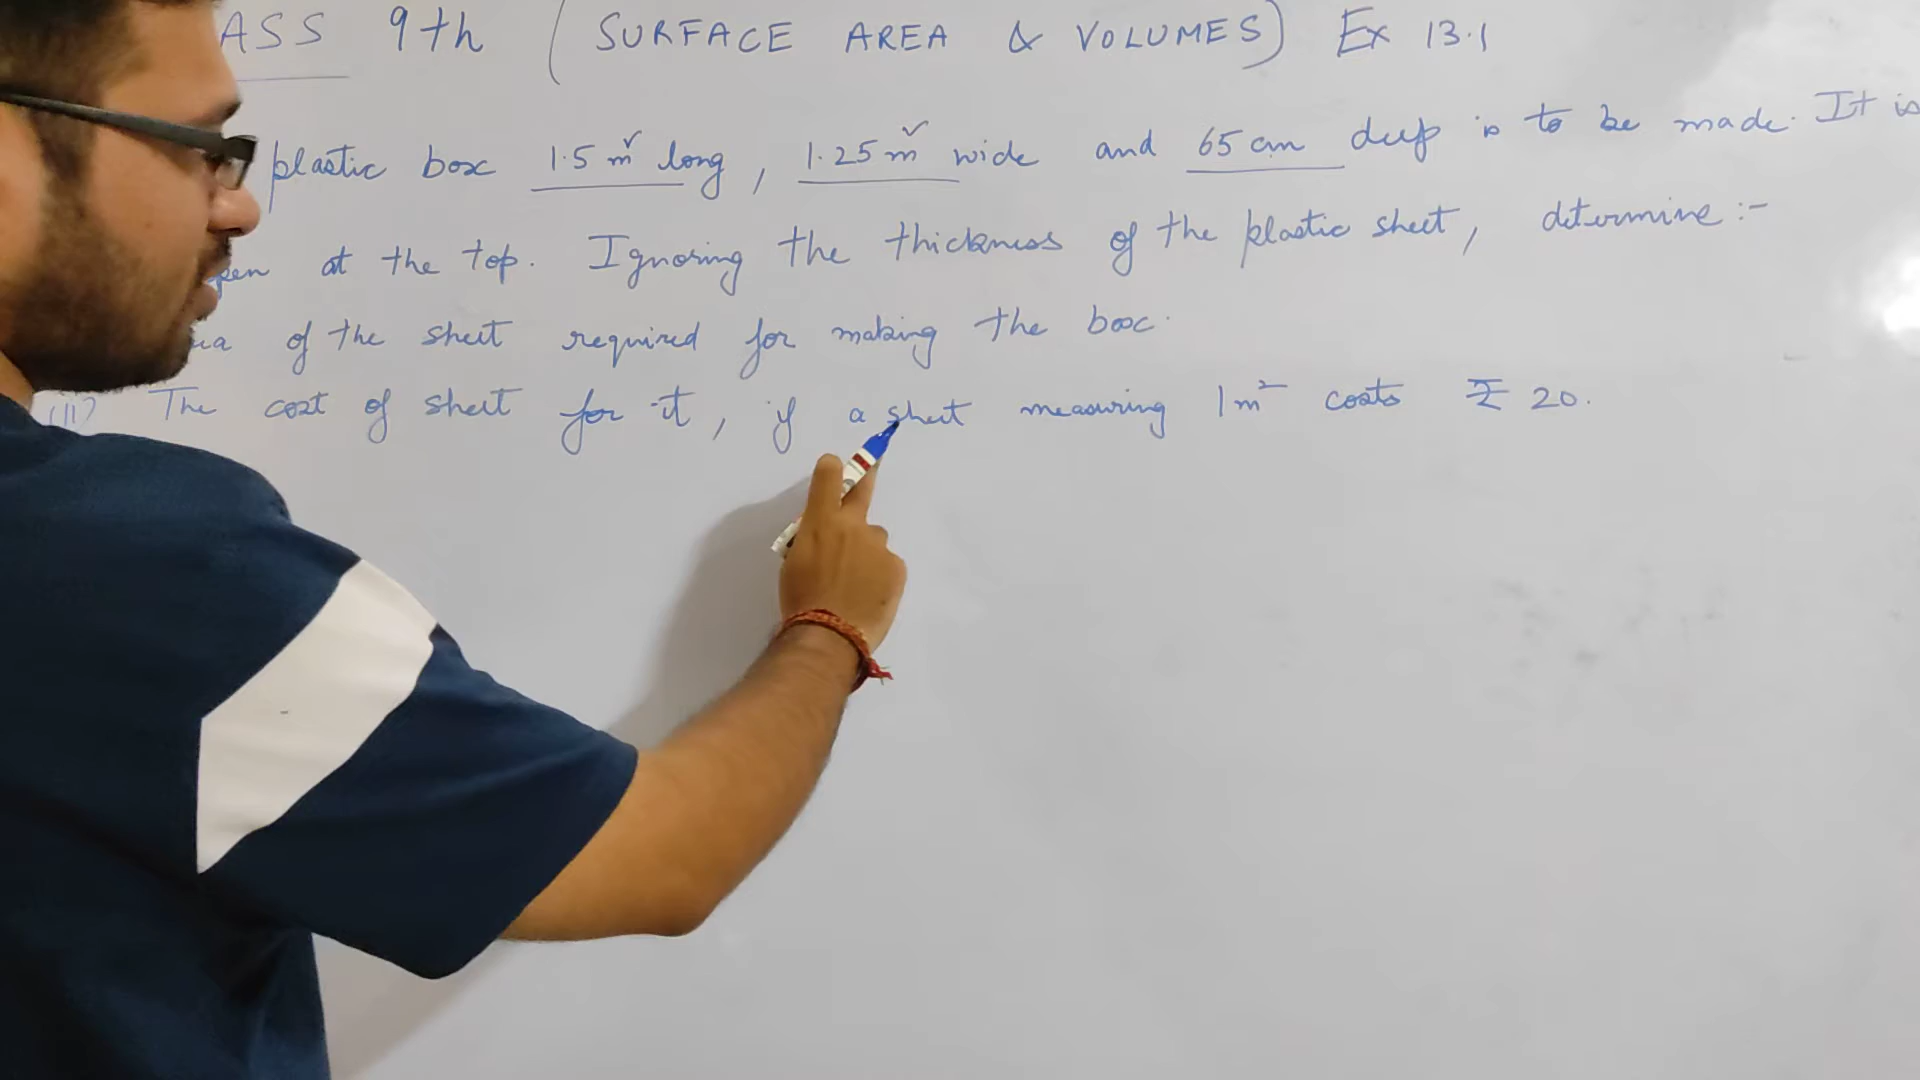 ASS 9th ( SURFACE AREA & VOLUMES) Ex 13.1
plastic box 1.5 m long, 1.25 m wide and 65 cm deep is to be made. It is
pen at the top. Ignoring the thickness of the plastic sheet, determine :-
of the sheet required for making the box.
(ii) The cost of sheet for it, if a sheet measuring 1m² costs ₹ 20.